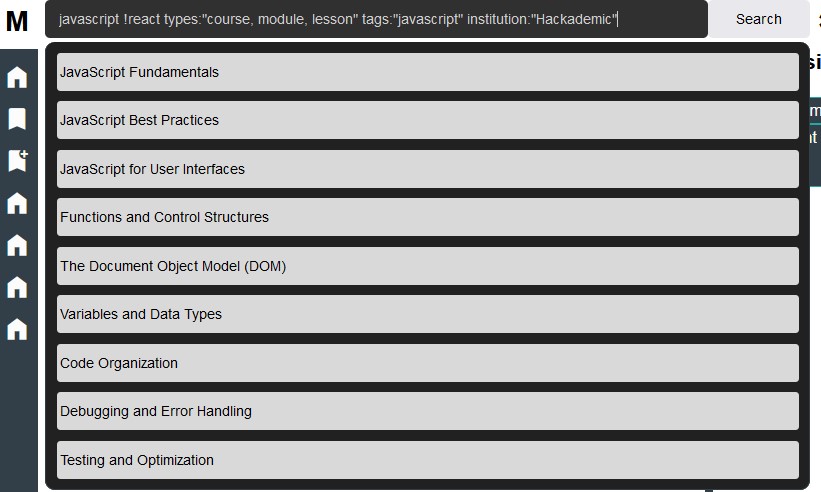 M
javascript !react types:"course, module, lesson" tags:"javascript" institution:"Hackademic"
Search
JavaScript Fundamentals
JavaScript Best Practices
JavaScript for User Interfaces
Functions and Control Structures
The Document Object Model (DOM)
Variables and Data Types
Code Organization
Debugging and Error Handling
Testing and Optimization